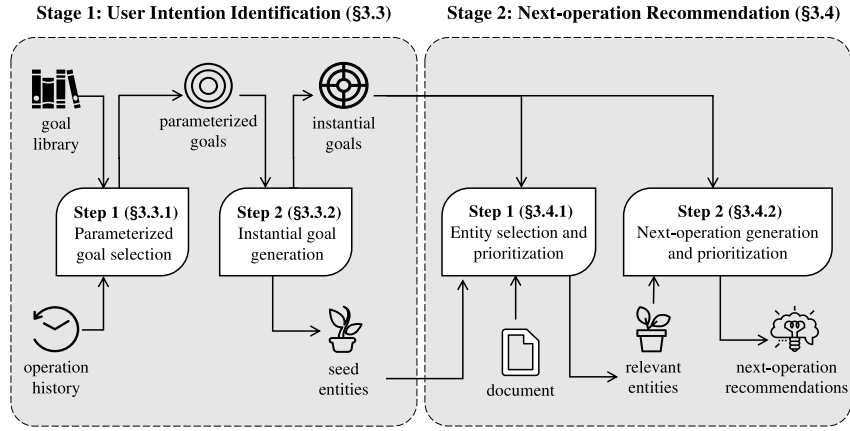 Stage 1: User Intention Identification (§3.3)
Stage 2: Next-operation Recommendation (§3.4)
goal
library
parameterized
goals
instantial
goals
Step 1 (§3.3.1)
Parameterized
goal selection
Step 2 (§3.3.2)
Instantial goal
generation
Step 1 (§3.4.1)
Entity selection and
prioritization
Step 2 (§3.4.2)
Next-operation generation
and prioritization
operation
history
seed
entities
document
relevant
entities
next-operation
recommendations